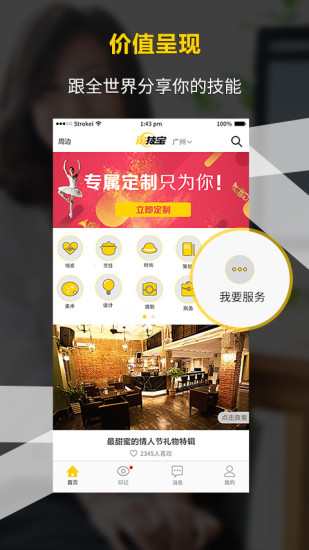 价值呈现
跟全世界分享你的技能
Strokei
1:43 pm
100%
周边
技宝
广州
专属定制只为你!
立即定制
情感
烹饪
时尚
美术
设计
摄影
商务
我要服务
点击查看
最甜蜜的情人节礼物特辑
2345人喜欢
首页
印记
消息
我的